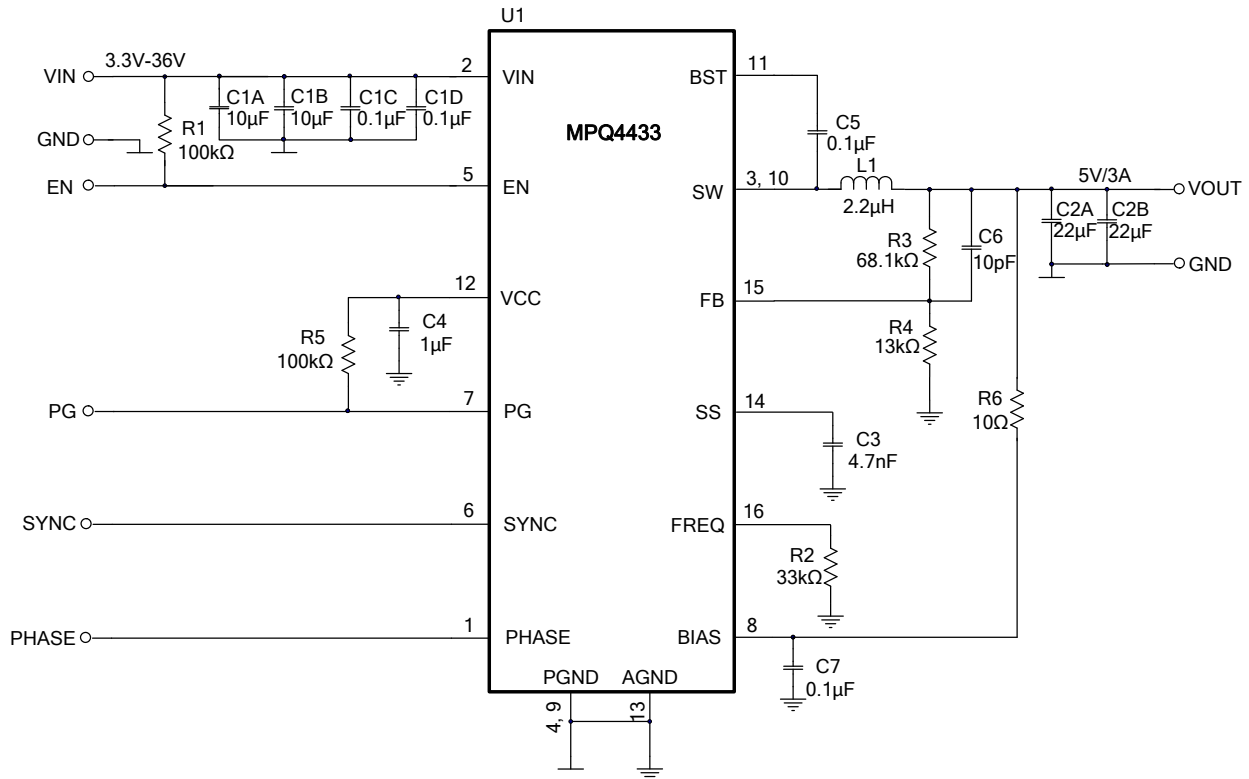 U1
MPQ4433
VIN
3.3V-36V
2
VIN
C1A
10µF
C1B
10µF
C1C
0.1µF
C1D
0.1µF
GND
R1
100kΩ
EN
5
EN
12
VCC
C4
1µF
R5
100kΩ
PG
7
PG
SYNC
6
SYNC
PHASE
1
PHASE
PGND
AGND
4, 9
13
BST
11
C5
0.1µF
SW
3, 10
L1
2.2µH
5V/3A
VOUT
R3
68.1kΩ
C6
10pF
C2A
22µF
C2B
22µF
GND
FB
15
R4
13kΩ
SS
14
C3
4.7nF
R6
10Ω
FREQ
16
R2
33kΩ
BIAS
8
C7
0.1µF